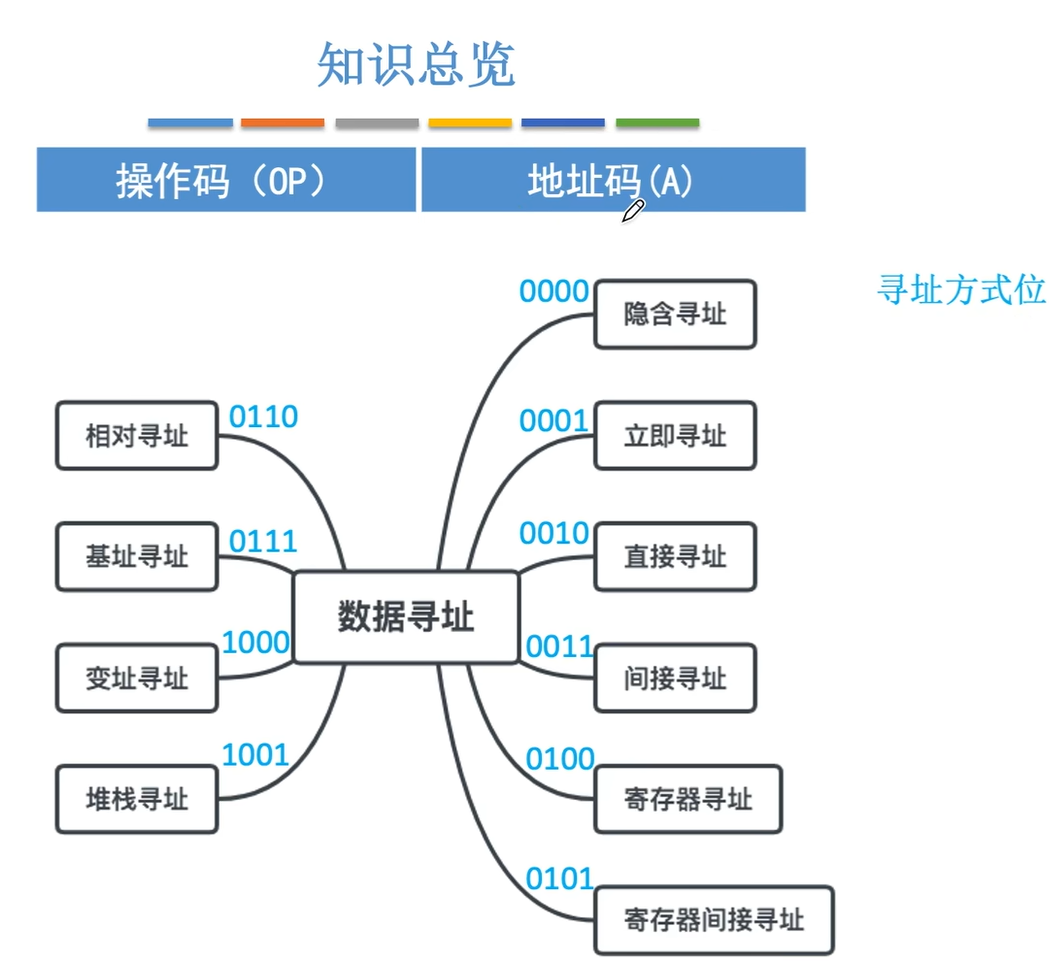 知识总览
操作码（OP）
地址码(A)
寻址方式位
0000
隐含寻址
0001
立即寻址
0010
直接寻址
0011
间接寻址
0100
寄存器寻址
0101
寄存器间接寻址
0110
相对寻址
0111
基址寻址
1000
变址寻址
1001
堆栈寻址
数据寻址